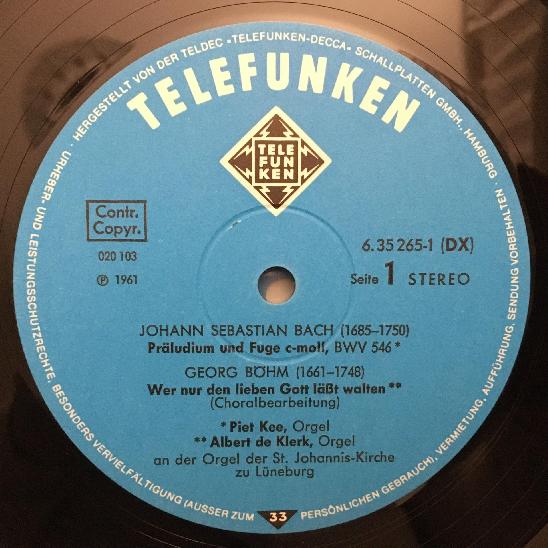 · HERGESTELLT VON DER TELDEC »TELEFUNKEN-DECCA« SCHALLPLATTEN GMBH., HAMBURG ·
TELEFUNKEN
TELE
FUN
KEN
Contr.
Copyr.
020 103
℗ 1961
6.35 265-1 (DX)
Seite 1 STEREO
JOHANN SEBASTIAN BACH (1685–1750)
Präludium und Fuge c-moll, BWV 546 *
GEORG BÖHM (1661–1748)
Wer nur den lieben Gott läßt walten **
(Choralbearbeitung)
* Piet Kee, Orgel
** Albert de Klerk, Orgel
an der Orgel der St. Johannis-Kirche
zu Lüneburg
URHEBER- UND LEISTUNGSSCHUTZRECHTE, BESONDERS VERVIELFÄLTIGUNG (AUSSER ZUM PERSÖNLICHEN GEBRAUCH), VERMIETUNG, AUFFÜHRUNG, SENDUNG VORBEHALTEN
33